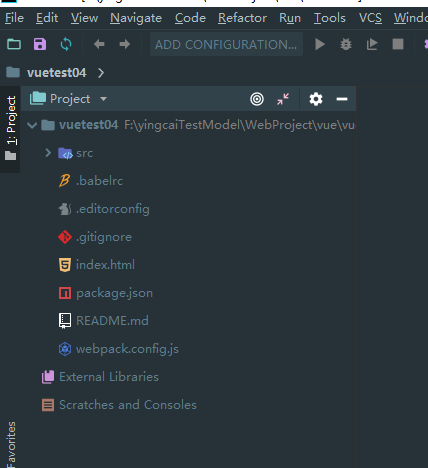 File Edit View Navigate Code Refactor Run Tools VCS Windo
ADD CONFIGURATION...
vuetest04
1: Project
Project
vuetest04 F:\yingcaiTestModel\WebProject\vue\vu
src
.babelrc
.editorconfig
.gitignore
index.html
package.json
README.md
webpack.config.js
External Libraries
Scratches and Consoles
Favorites